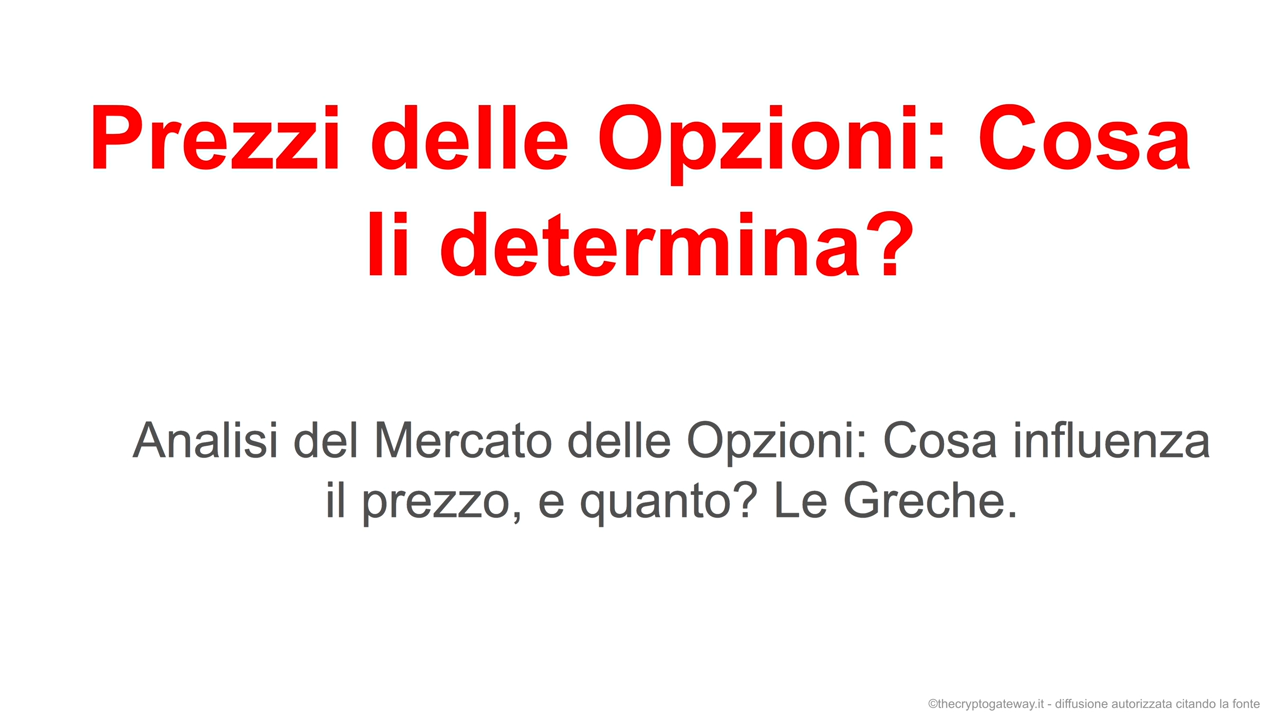 Prezzi delle Opzioni: Cosa
li determina?
Analisi del Mercato delle Opzioni: Cosa influenza
il prezzo, e quanto? Le Greche.
©thecryptogateway.it - diffusione autorizzata citando la fonte